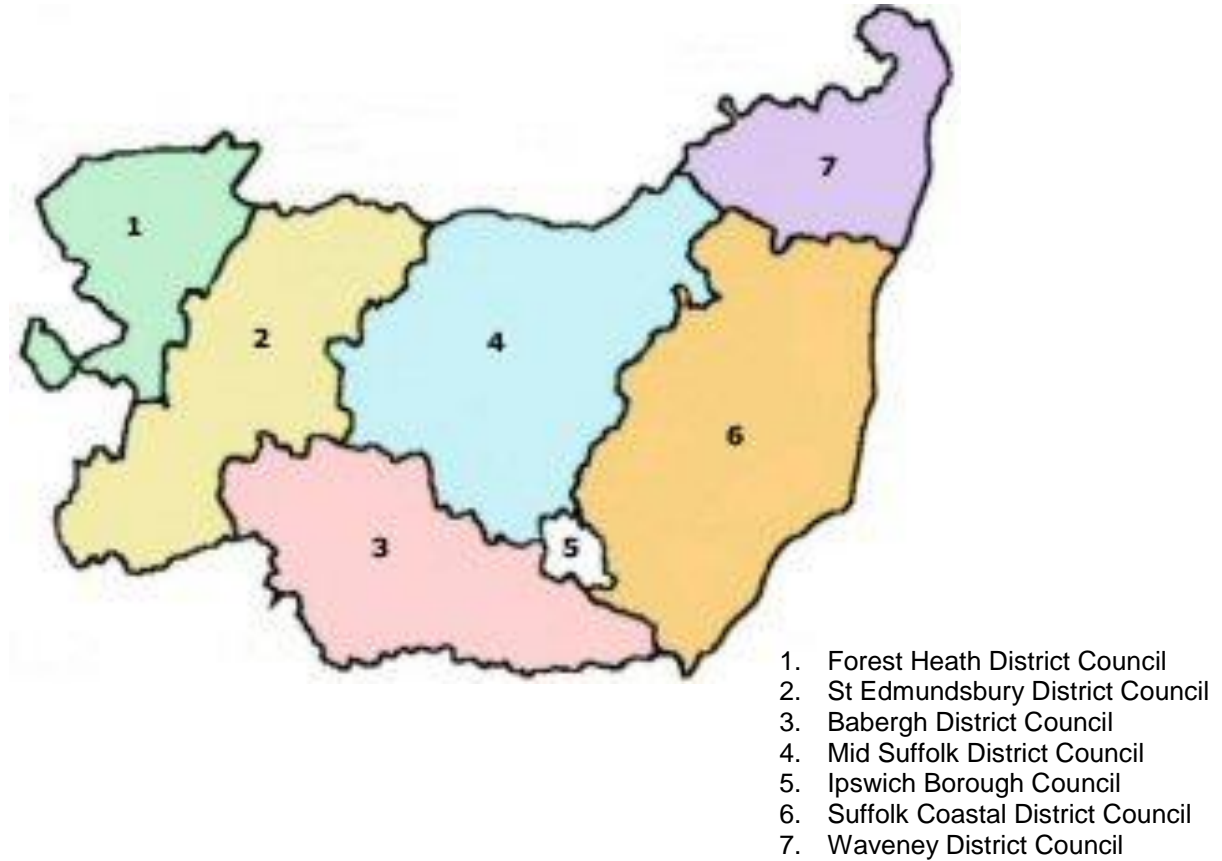 7
1
2
4
6
3
5
1. Forest Heath District Council
2. St Edmundsbury District Council
3. Babergh District Council
4. Mid Suffolk District Council
5. Ipswich Borough Council
6. Suffolk Coastal District Council
7. Waveney District Council